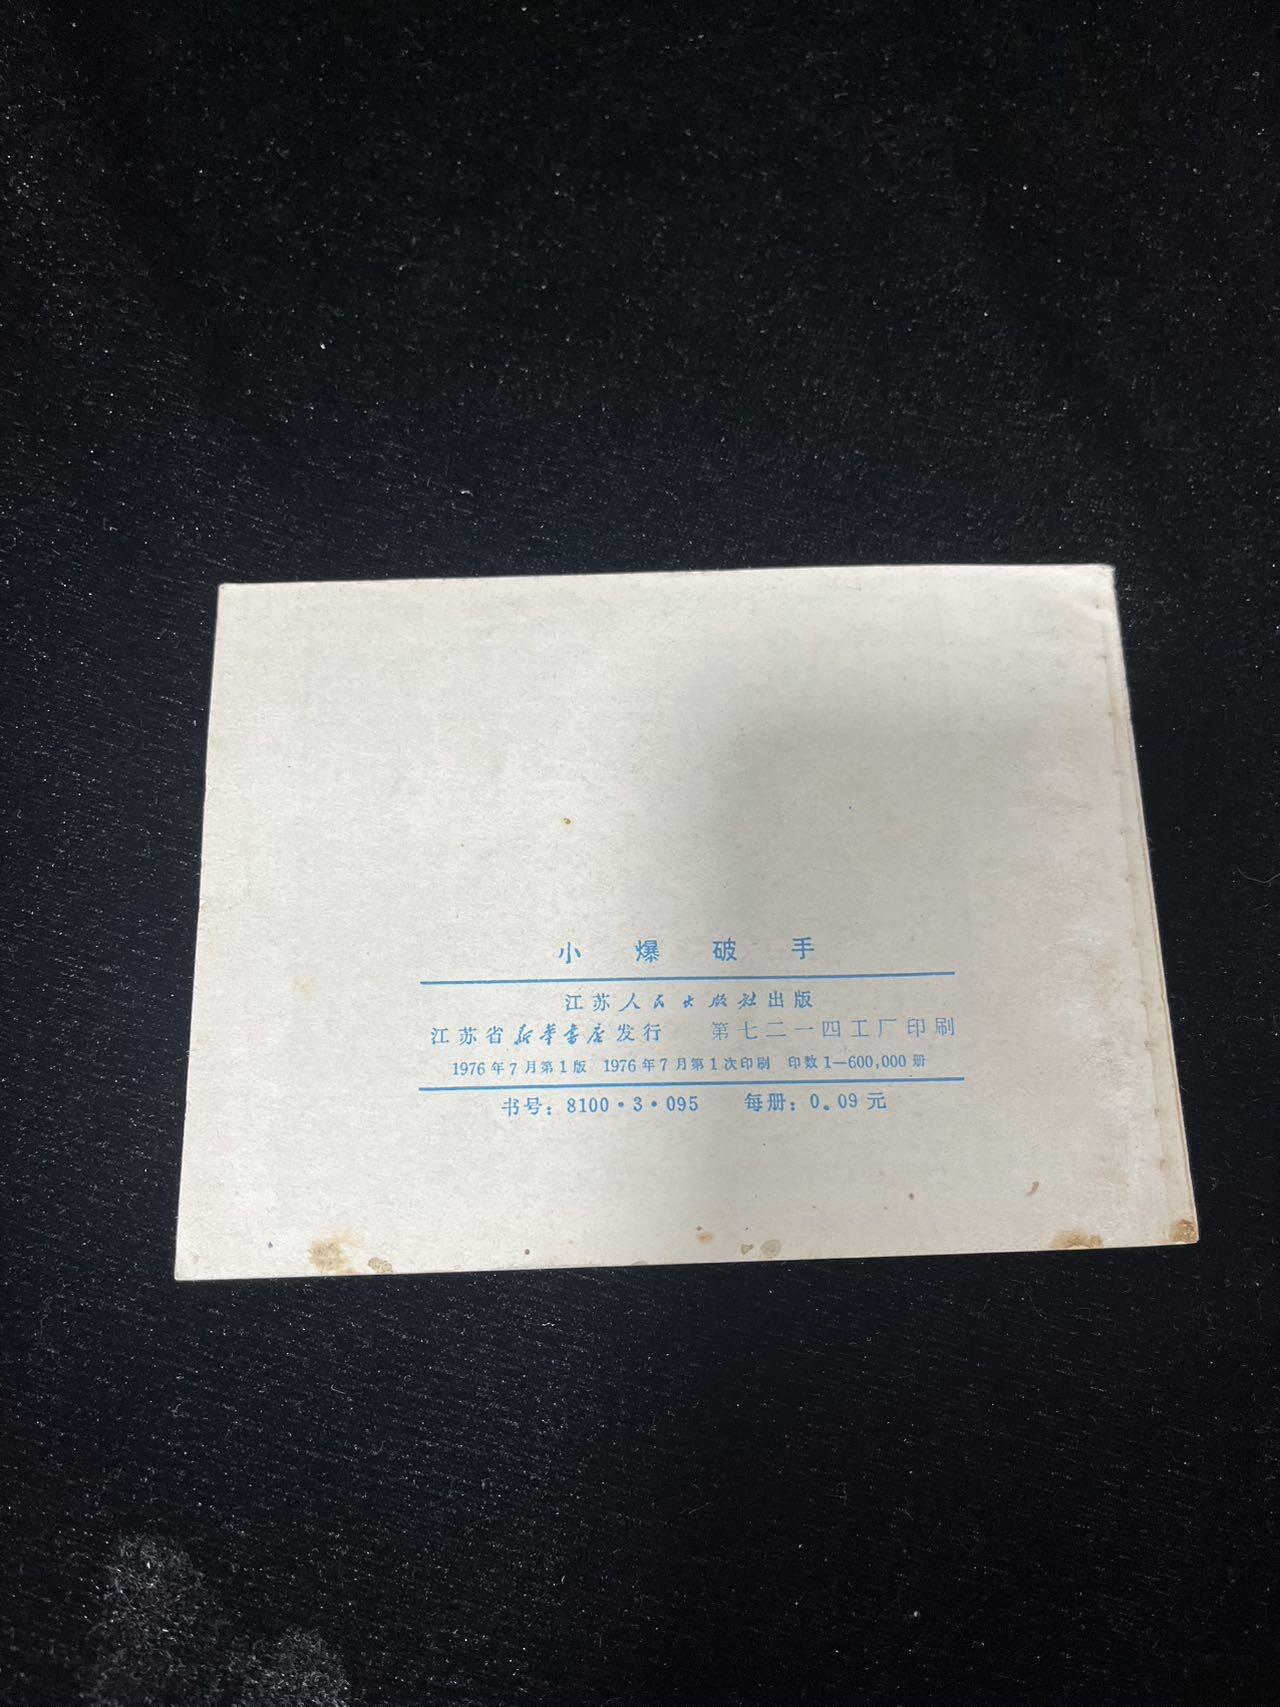 小爆破手
江苏人民出版社出版
江苏省新华书店发行 第七二一四工厂印刷
1976年7月第1版 1976年7月第1次印刷 印数1—600,000册
书号：8100·3·095 每册：0.09元